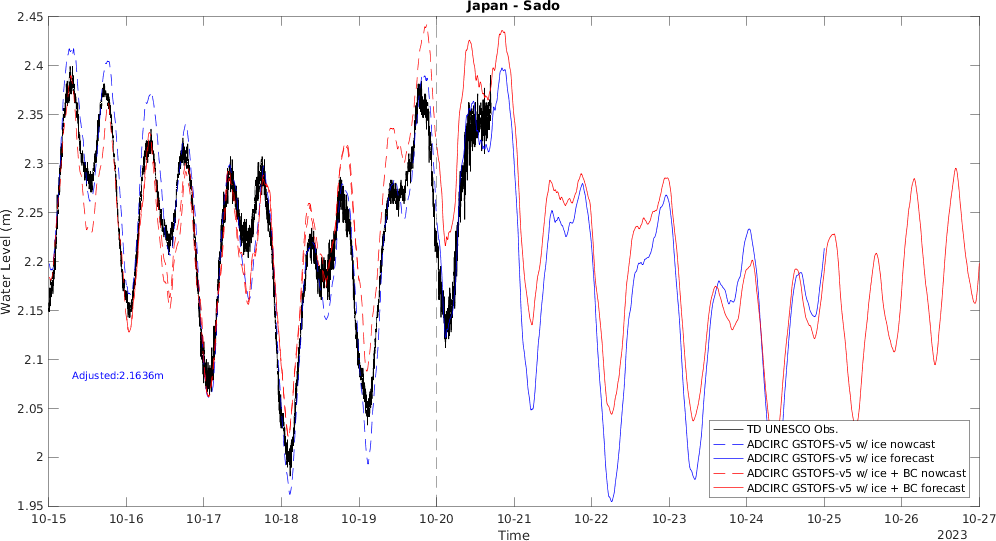 Japan - Sado
2.45
2.4
2.35
2.3
2.25
2.2
2.15
2.1
2.05
2
1.95
Water Level (m)
Adjusted:2.1636m
TD UNESCO Obs.
ADCIRC GSTOFS-v5 w/ ice nowcast
ADCIRC GSTOFS-v5 w/ ice forecast
ADCIRC GSTOFS-v5 w/ ice + BC nowcast
ADCIRC GSTOFS-v5 w/ ice + BC forecast
10-15 10-16 10-17 10-18 10-19 10-20 10-21 10-22 10-23 10-24 10-25 10-26 10-27
Time
2023